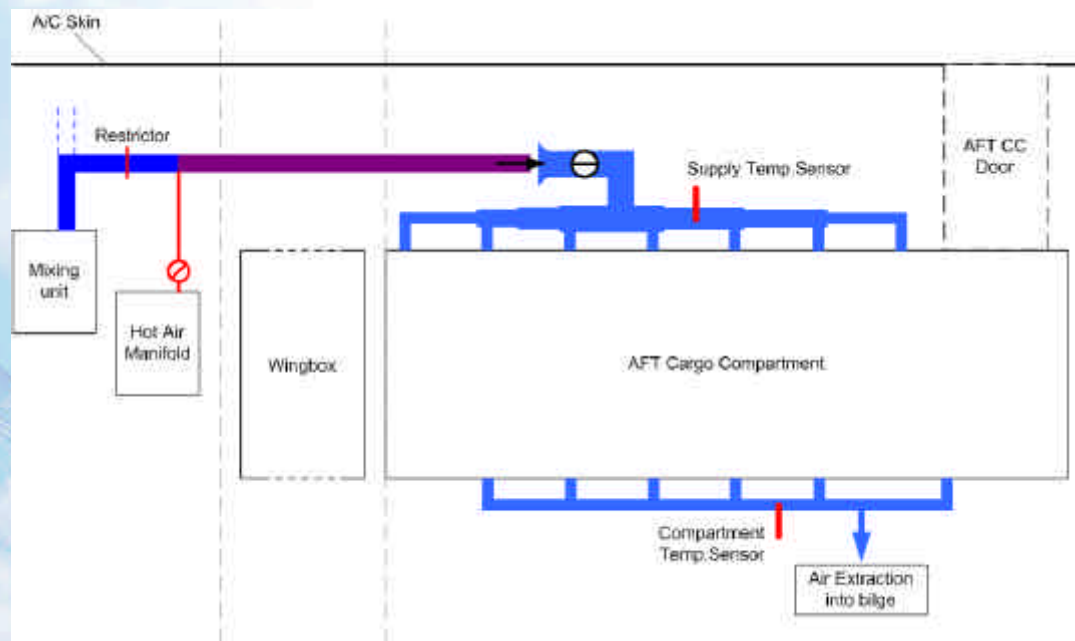 A/C Skin
Restrictor
Supply Temp.Sensor
AFT CC
Door
Mixing
unit
Hot Air
Manifold
Wingbox
AFT Cargo Compartment
Compartment
Temp.Sensor
Air Extraction
into bilge